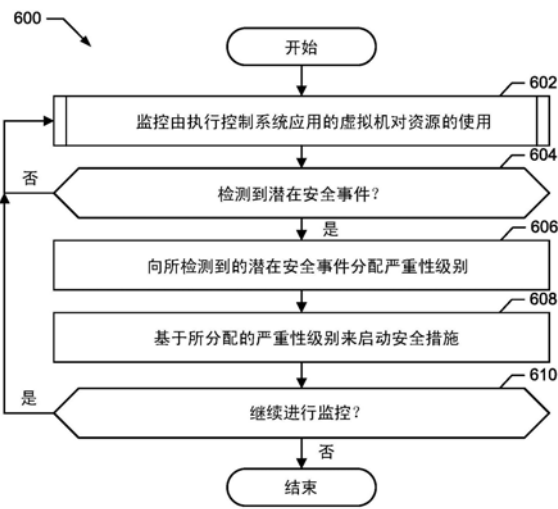 600
开始
602
监控由执行控制系统应用的虚拟机对资源的使用
604
否
检测到潜在安全事件?
是
606
向所检测到的潜在安全事件分配严重性级别
608
基于所分配的严重性级别来启动安全措施
610
是
继续进行监控?
否
结束